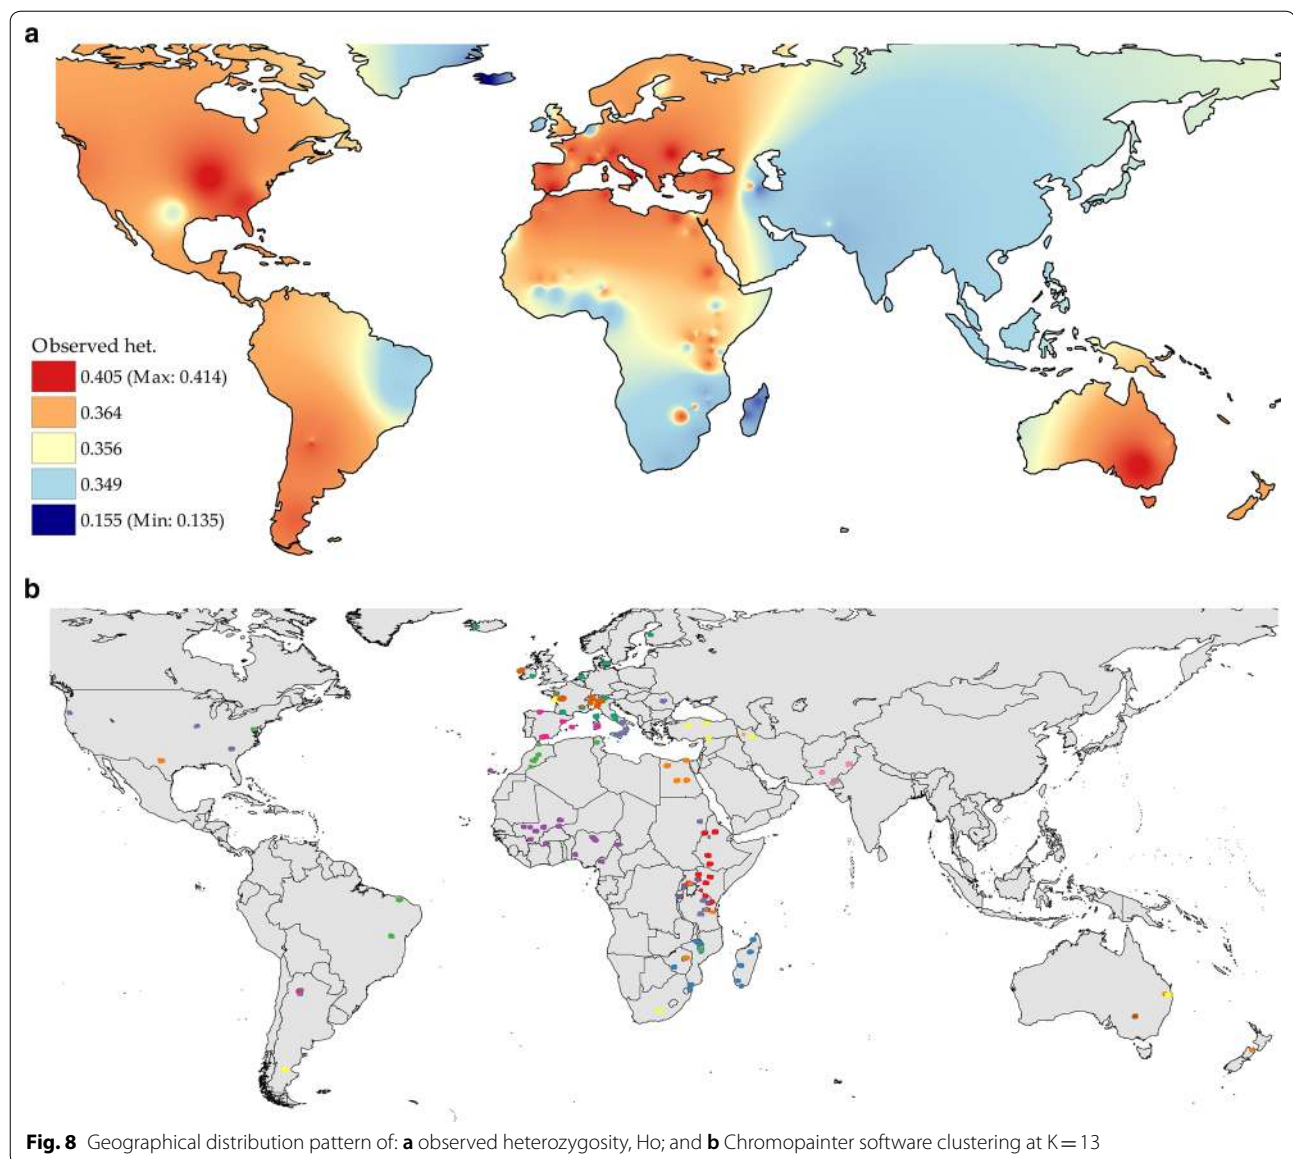 a
Observed het.
0.405 (Max: 0.414)
0.364
0.356
0.349
0.155 (Min: 0.135)
b
Fig. 8 Geographical distribution pattern of: a observed heterozygosity, Ho; and b Chromopainter software clustering at K = 13